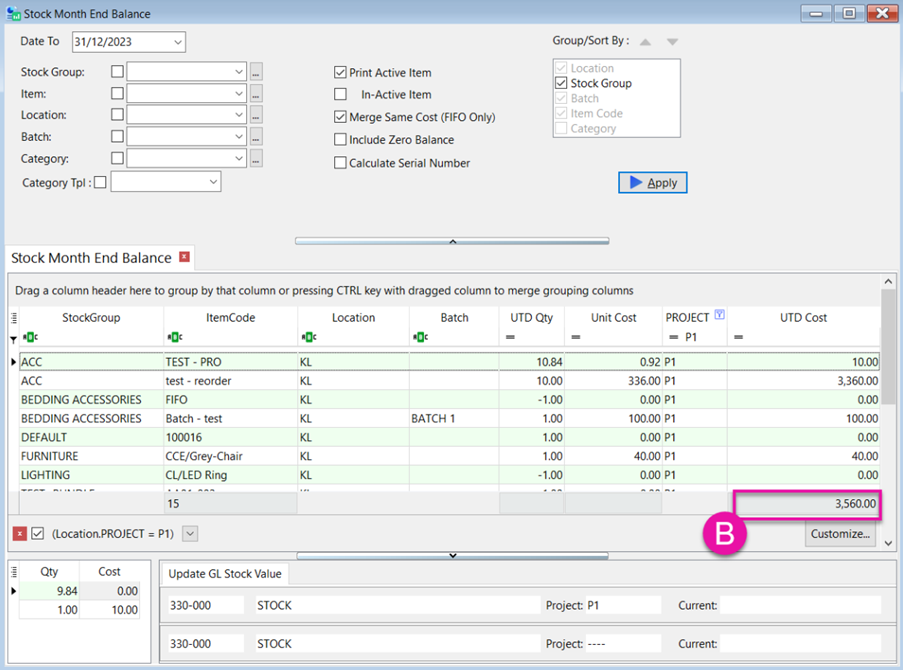 Stock Month End Balance
Date To 31/12/2023 Group/Sort By :
Stock Group: ... Print Active Item Location
Item: ... In-Active Item Stock Group
Location: ... Merge Same Cost (FIFO Only) Batch
Batch: ... Include Zero Balance Item Code
Category: ... Calculate Serial Number Category
Category Tpl : Apply
Stock Month End Balance
Drag a column header here to group by that column or pressing CTRL key with dragged column to merge grouping columns
StockGroup ItemCode Location Batch UTD Qty Unit Cost PROJECT UTD Cost
= = = P1 =
ACC TEST - PRO KL 10.84 0.92 P1 10.00
ACC test - reorder KL 10.00 336.00 P1 3,360.00
BEDDING ACCESSORIES FIFO KL -1.00 0.00 P1 0.00
BEDDING ACCESSORIES Batch - test KL BATCH 1 1.00 100.00 P1 100.00
DEFAULT 100016 KL 1.00 0.00 P1 0.00
FURNITURE CCE/Grey-Chair KL 1.00 40.00 P1 40.00
LIGHTING CL/LED Ring KL -1.00 0.00 P1 0.00
15 3,560.00
B
(Location.PROJECT = P1) Customize...
Qty Cost Update GL Stock Value
9.84 0.00
1.00 10.00
330-000 STOCK Project: P1 Current:
330-000 STOCK Project: ---- Current: